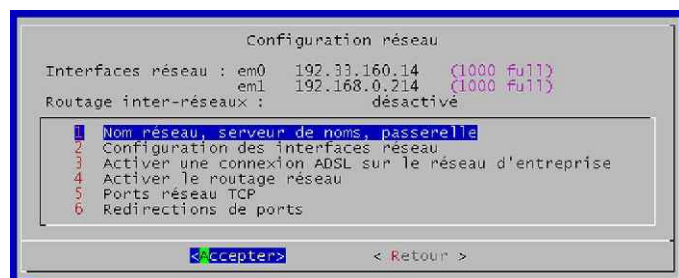 Configuration réseau
Interfaces réseau : em0 192.33.160.14 (1000 full)
em1 192.168.0.214 (1000 full)
Routage inter-réseaux : désactivé
1 Nom réseau, serveur de noms, passerelle
2 Configuration des interfaces réseau
3 Activer une connexion ADSL sur le réseau d'entreprise
4 Activer le routage réseau
5 Ports réseau TCP
6 Redirections de ports
<Accepter> < Retour >